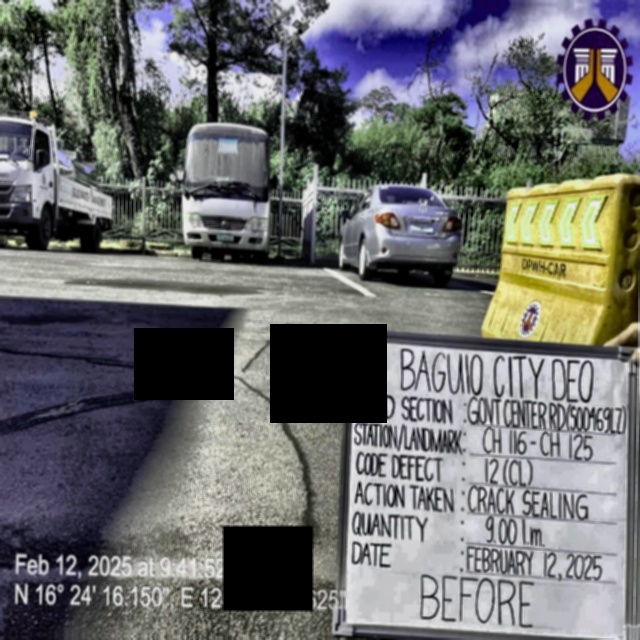 DPWH-CAR
BAGUIO CITY DEO
SECTION : GOV'T CENTER RD(S00469LZ)
STATION/LANDMARK : CH 116 - CH 125
CODE DEFECT : 12 (CL)
ACTION TAKEN : CRACK SEALING
QUANTITY : 9.00 l.m.
DATE : FEBRUARY 12, 2025
BEFORE
Feb 12, 2025 at 9:41:52
N 16° 24' 16.150" E 12